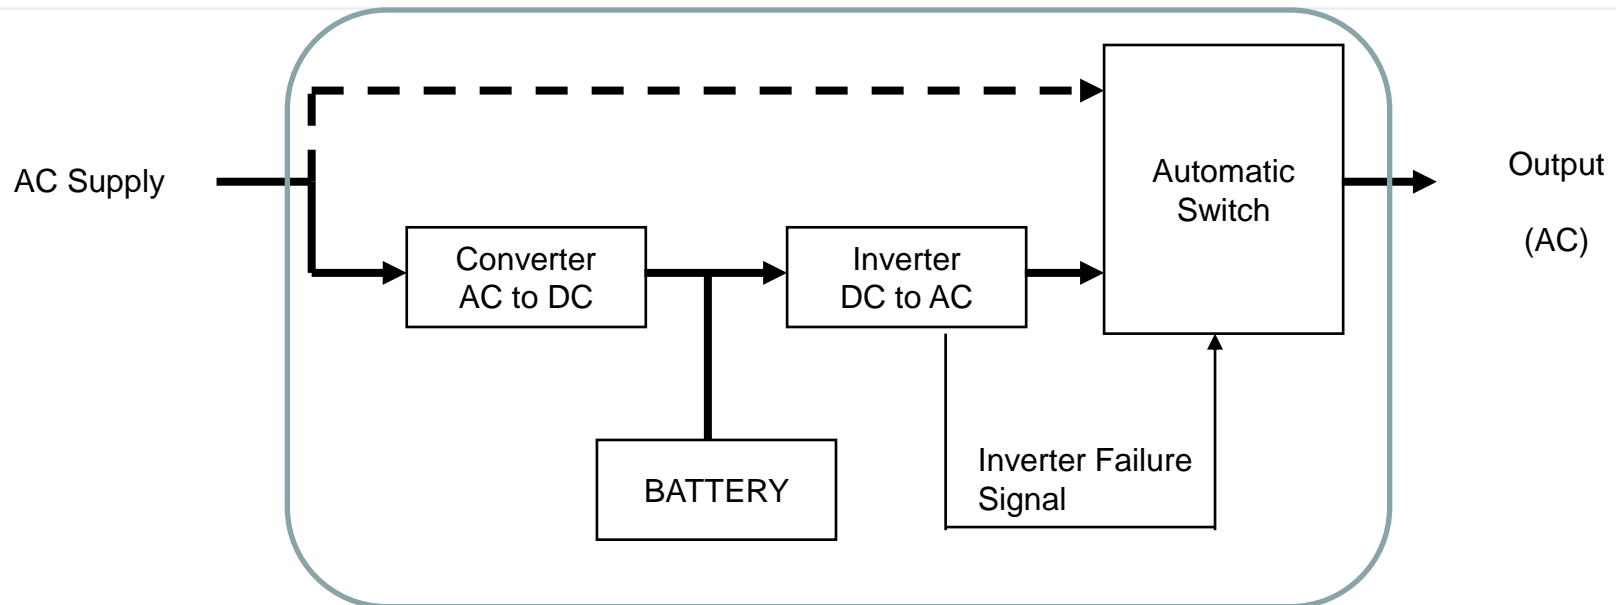 AC Supply
Converter
AC to DC
Inverter
DC to AC
Automatic
Switch
Output
(AC)
BATTERY
Inverter Failure
Signal